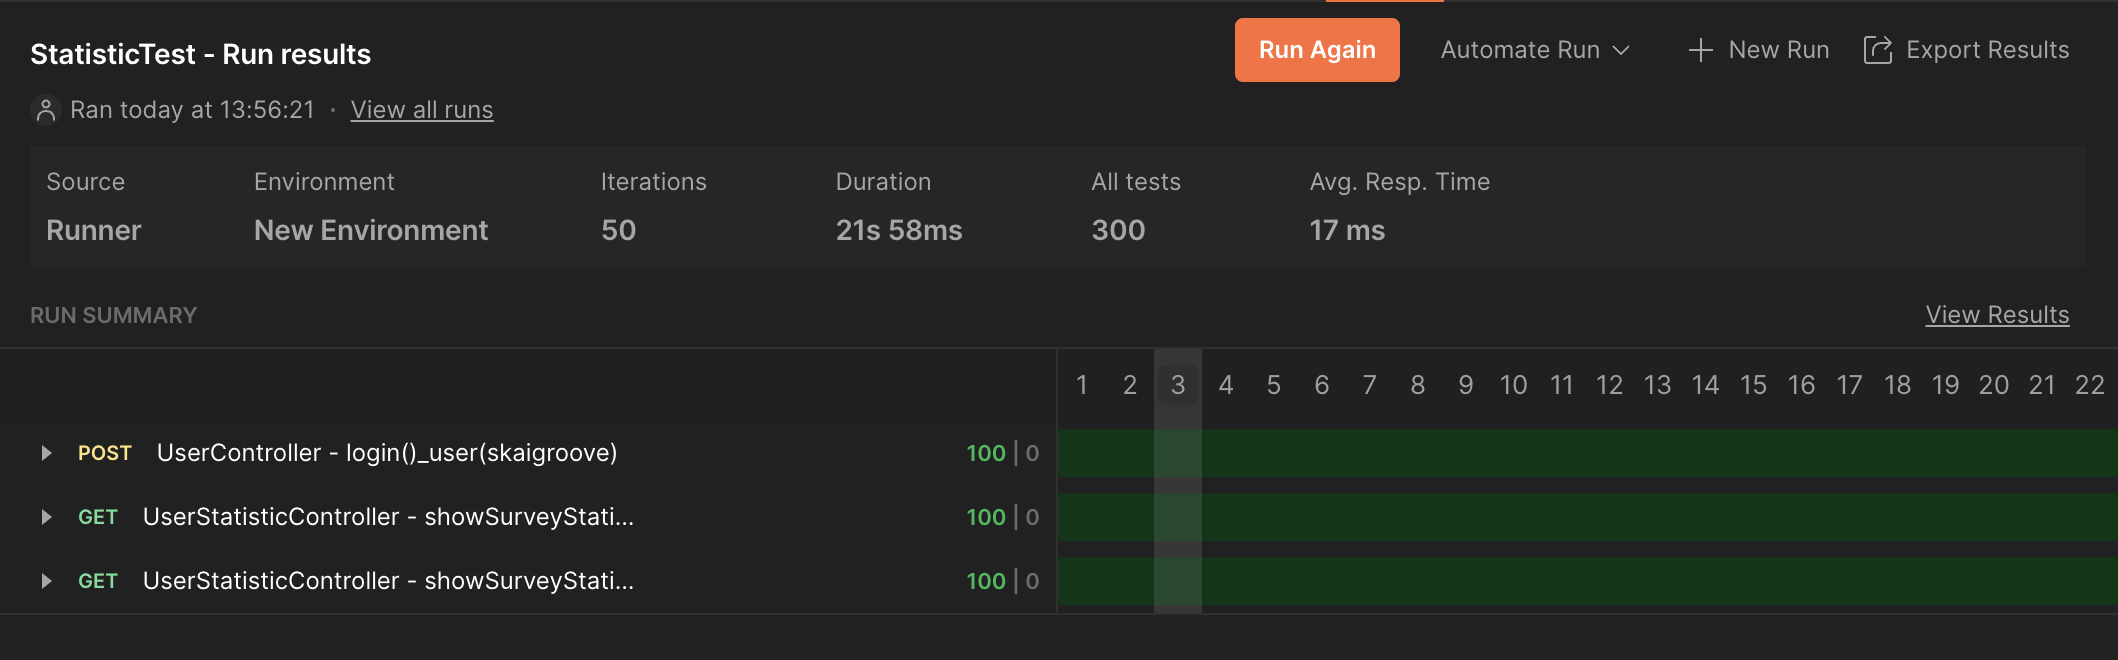 StatisticTest - Run results
Run Again
Automate Run
New Run
Export Results
Ran today at 13:56:21 · View all runs
Source Environment Iterations Duration All tests Avg. Resp. Time
Runner New Environment 50 21s 58ms 300 17 ms
RUN SUMMARY
View Results
1 2 3 4 5 6 7 8 9 10 11 12 13 14 15 16 17 18 19 20 21 22
POST UserController - login()_user(skaigroove) 100 | 0
GET UserStatisticController - showSurveyStati... 100 | 0
GET UserStatisticController - showSurveyStati... 100 | 0